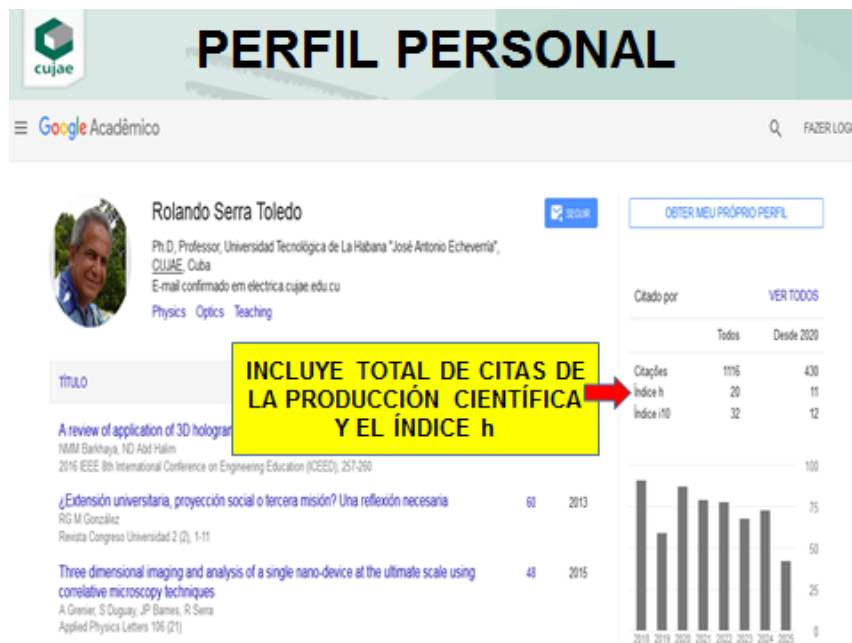 cujae
PERFIL PERSONAL
Google Acadêmico
FAZER LOGI
Rolando Serra Toledo
SEGUIR
OBTER MEU PRÓPRIO PERFIL
Ph.D, Professor, Universidad Tecnológica de La Habana "José Antonio Echeverría",
CUJAE, Cuba
E-mail confirmado em electrica.cujae.edu.cu
Physics Optics Teaching
Citado por
VER TODOS
Todos Desde 2020
Citações 1116 430
Índice h 20 11
Índice i10 32 12
INCLUYE TOTAL DE CITAS DE
LA PRODUCCIÓN CIENTÍFICA
Y EL ÍNDICE h
TÍTULO
A review of application of 3D hologram
NMM Barkhaya, ND Abd Halim
2016 IEEE 8th International Conference on Engineering Education (ICEED), 257-260
¿Extensión universitaria, proyección social o tercera misión? Una reflexión necesaria 60 2013
RG M González
Revista Congreso Universidad 2 (2), 1-11
Three dimensional imaging and analysis of a single nano-device at the ultimate scale using 48 2015
correlative microscopy techniques
A Grenier, S Duguay, JP Barnes, R Serra
Applied Physics Letters 106 (21)
100
75
50
25
0
2018 2019 2020 2021 2022 2023 2024 2025